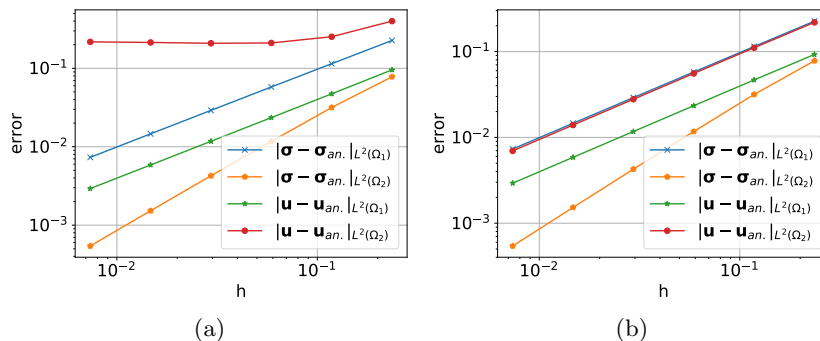 error
10⁻¹
10⁻²
10⁻³
|σ − σ_{an.}|_{L²(Ω₁)}
|σ − σ_{an.}|_{L²(Ω₂)}
|u − u_{an.}|_{L²(Ω₁)}
|u − u_{an.}|_{L²(Ω₂)}
10⁻² 10⁻¹
h
(a)
error
10⁻¹
10⁻²
10⁻³
|σ − σ_{an.}|_{L²(Ω₁)}
|σ − σ_{an.}|_{L²(Ω₂)}
|u − u_{an.}|_{L²(Ω₁)}
|u − u_{an.}|_{L²(Ω₂)}
10⁻² 10⁻¹
h
(b)